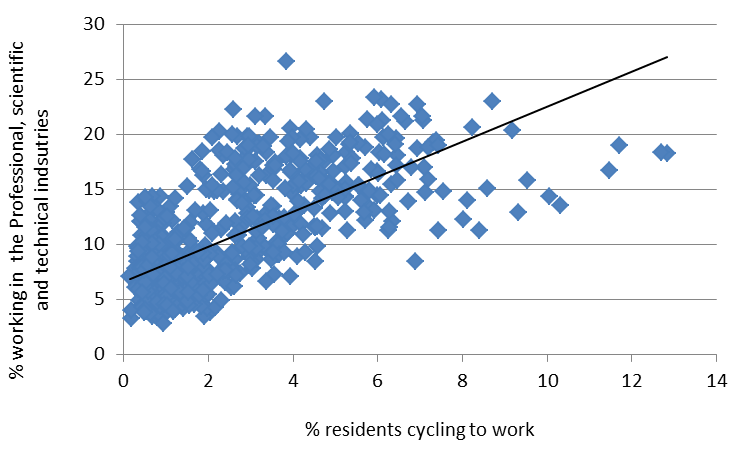 % working in  the Professional, scientific
and technical indsutries
30
25
20
15
10
5
0
0 2 4 6 8 10 12 14
% residents cycling to work